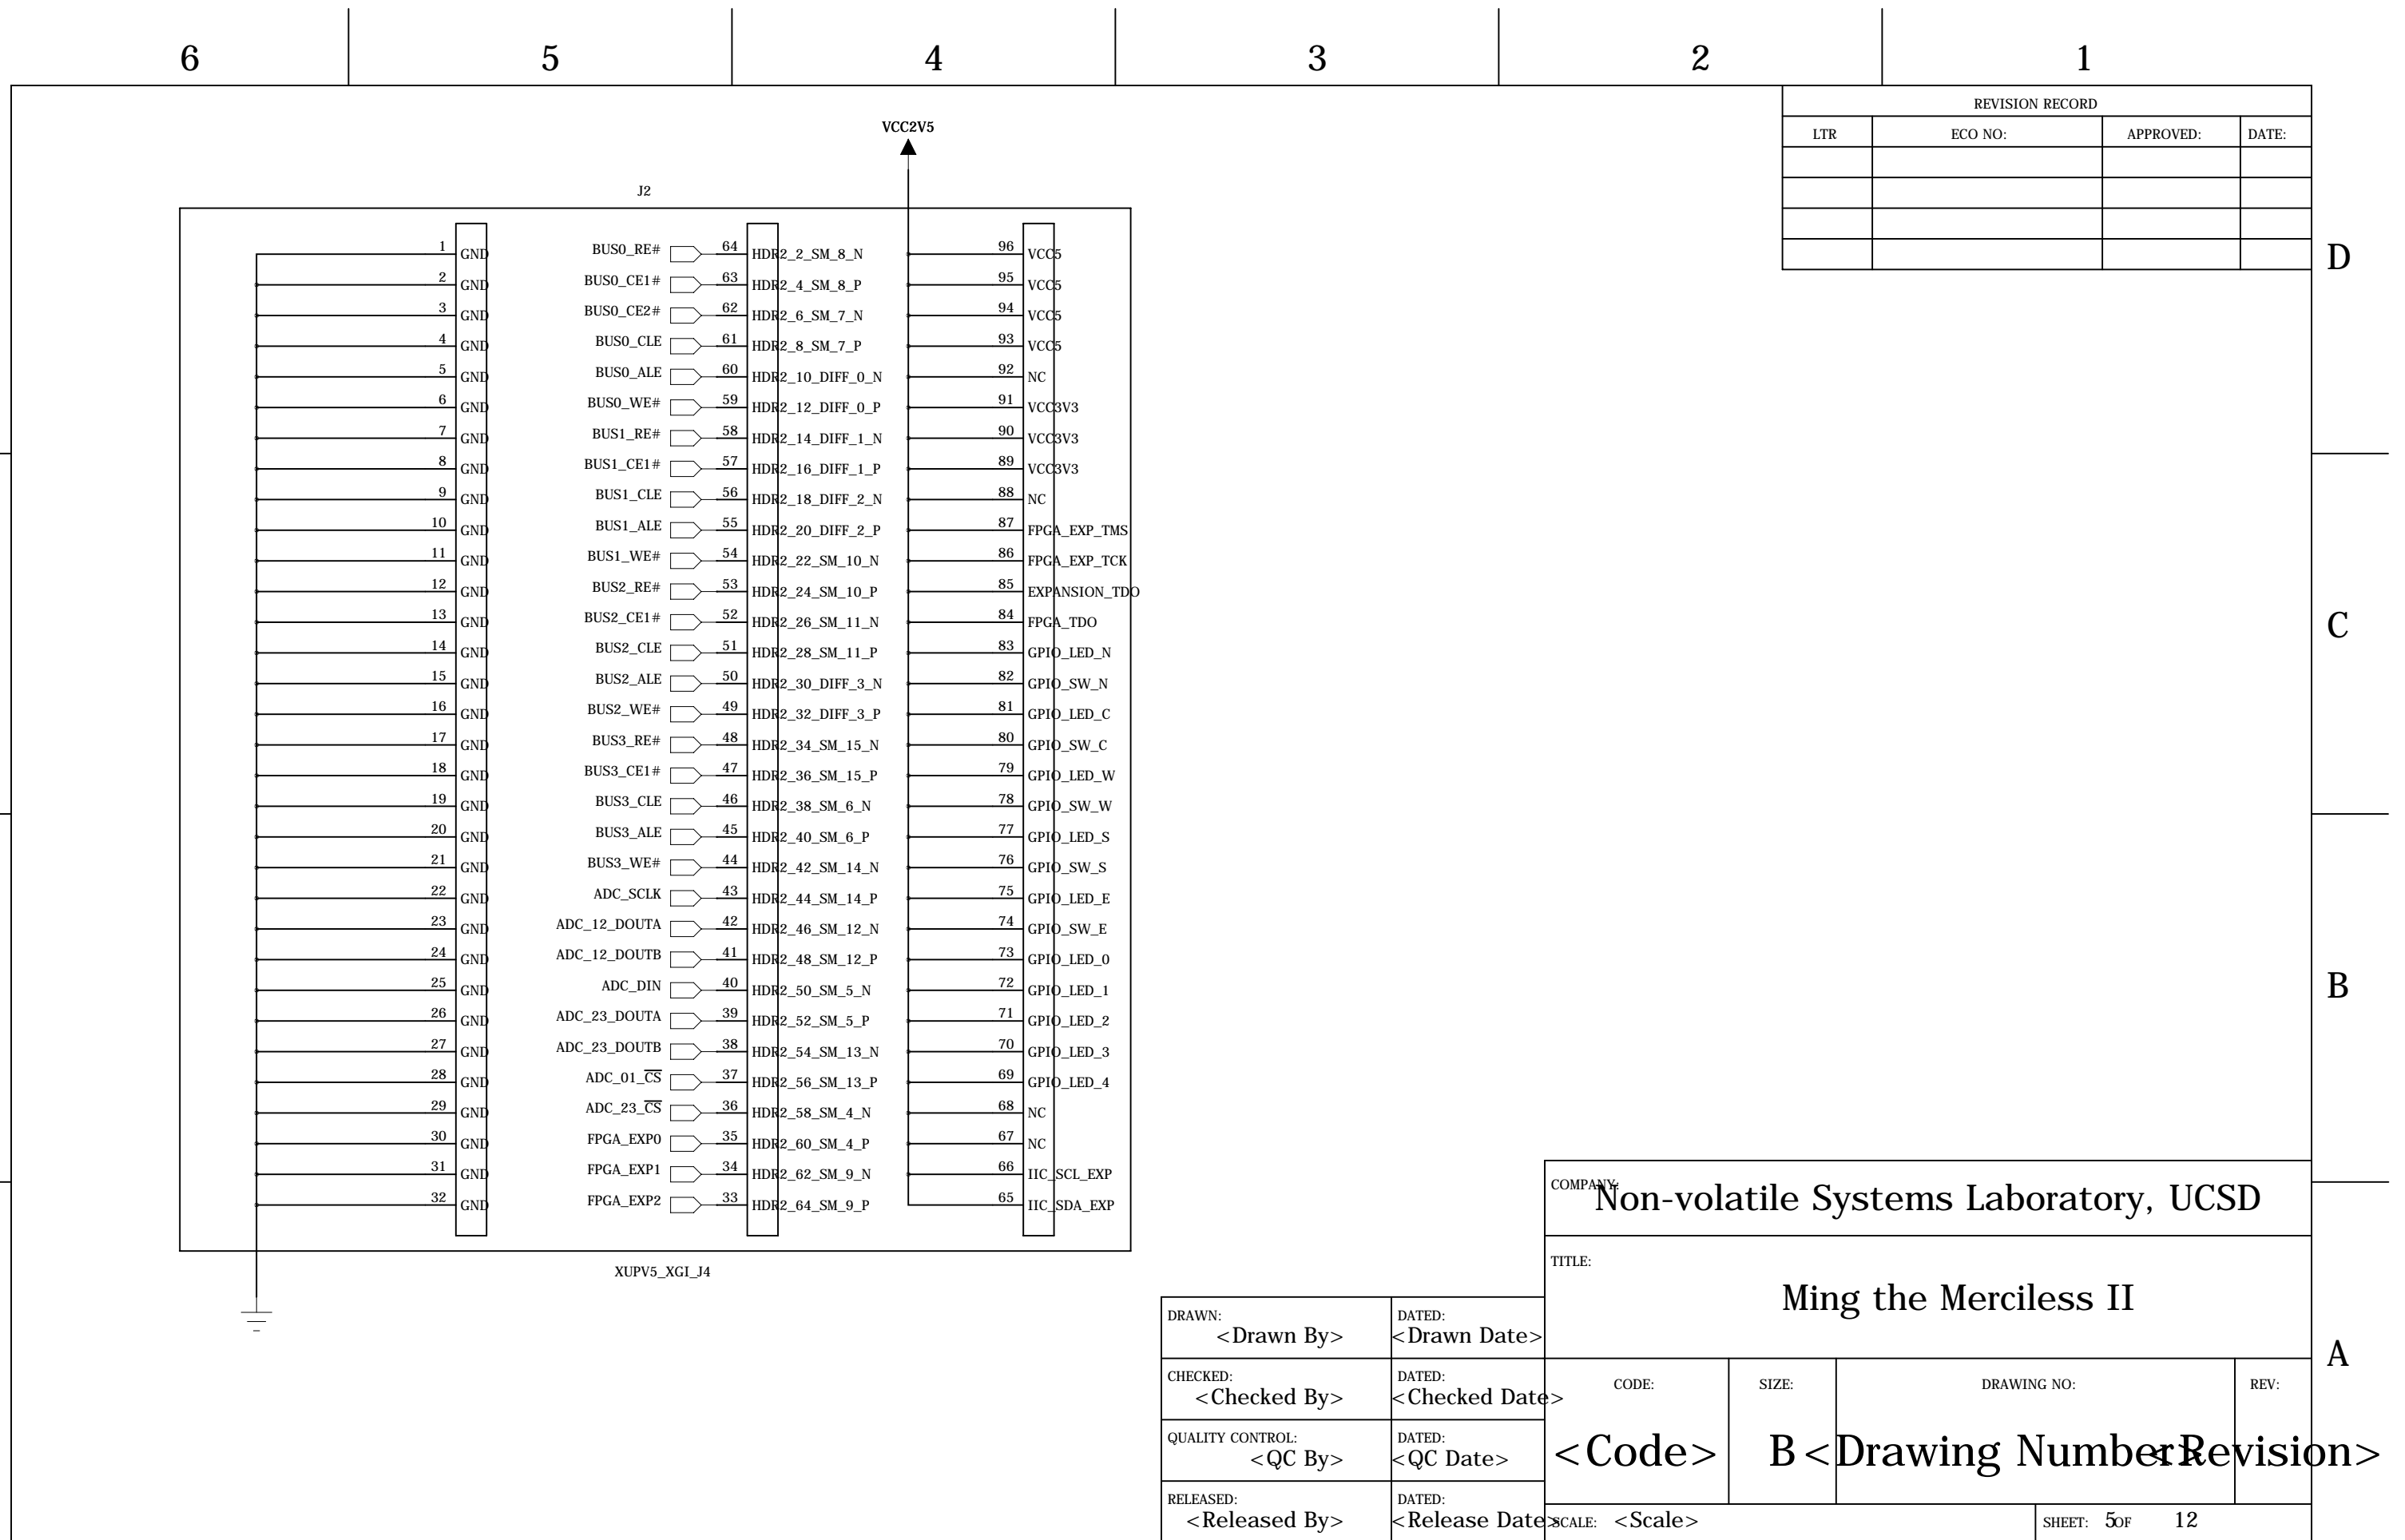 6 5 4 3 2 1
REVISION RECORD
LTR ECO NO: APPROVED: DATE:
VCC2V5
J2
1 GND BUS0_RE# 64 HDR2_2_SM_8_N 96 VCC5
D
2 GND BUS0_CE1# 63 HDR2_4_SM_8_P 95 VCC5
3 GND BUS0_CE2# 62 HDR2_6_SM_7_N 94 VCC5
4 GND BUS0_CLE 61 HDR2_8_SM_7_P 93 VCC5
5 GND BUS0_ALE 60 HDR2_10_DIFF_0_N 92 NC
6 GND BUS0_WE# 59 HDR2_12_DIFF_0_P 91 VCC3V3
7 GND BUS1_RE# 58 HDR2_14_DIFF_1_N 90 VCC3V3
8 GND BUS1_CE1# 57 HDR2_16_DIFF_1_P 89 VCC3V3
9 GND BUS1_CLE 56 HDR2_18_DIFF_2_N 88 NC
10 GND BUS1_ALE 55 HDR2_20_DIFF_2_P 87 FPGA_EXP_TMS
11 GND BUS1_WE# 54 HDR2_22_SM_10_N 86 FPGA_EXP_TCK
12 GND BUS2_RE# 53 HDR2_24_SM_10_P 85 EXPANSION_TDO
13 GND BUS2_CE1# 52 HDR2_26_SM_11_N 84 FPGA_TDO
C
14 GND BUS2_CLE 51 HDR2_28_SM_11_P 83 GPIO_LED_N
15 GND BUS2_ALE 50 HDR2_30_DIFF_3_N 82 GPIO_SW_N
16 GND BUS2_WE# 49 HDR2_32_DIFF_3_P 81 GPIO_LED_C
17 GND BUS3_RE# 48 HDR2_34_SM_15_N 80 GPIO_SW_C
18 GND BUS3_CE1# 47 HDR2_36_SM_15_P 79 GPIO_LED_W
19 GND BUS3_CLE 46 HDR2_38_SM_6_N 78 GPIO_SW_W
20 GND BUS3_ALE 45 HDR2_40_SM_6_P 77 GPIO_LED_S
21 GND BUS3_WE# 44 HDR2_42_SM_14_N 76 GPIO_SW_S
22 GND ADC_SCLK 43 HDR2_44_SM_14_P 75 GPIO_LED_E
23 GND ADC_12_DOUTA 42 HDR2_46_SM_12_N 74 GPIO_SW_E
24 GND ADC_12_DOUTB 41 HDR2_48_SM_12_P 73 GPIO_LED_0
25 GND ADC_DIN 40 HDR2_50_SM_5_N 72 GPIO_LED_1
B
26 GND ADC_23_DOUTA 39 HDR2_52_SM_5_P 71 GPIO_LED_2
27 GND ADC_23_DOUTB 38 HDR2_54_SM_13_N 70 GPIO_LED_3
28 GND ADC_01_C̅S̅ 37 HDR2_56_SM_13_P 69 GPIO_LED_4
29 GND ADC_23_C̅S̅ 36 HDR2_58_SM_4_N 68 NC
30 GND FPGA_EXP0 35 HDR2_60_SM_4_P 67 NC
31 GND FPGA_EXP1 34 HDR2_62_SM_9_N 66 IIC_SCL_EXP
32 GND FPGA_EXP2 33 HDR2_64_SM_9_P 65 IIC_SDA_EXP
XUPV5_XGI_J4
COMPANY:
Non-volatile Systems Laboratory, UCSD
TITLE:
Ming the Merciless II
A
DRAWN: DATED:
<Drawn By> <Drawn Date>
CHECKED: DATED:
<Checked By> <Checked Date>
QUALITY CONTROL: DATED:
<QC By> <QC Date>
RELEASED: DATED:
<Released By> <Release Date>
CODE: SIZE: DRAWING NO: REV:
<Code> B <Drawing Number> <Revision>
SCALE: <Scale> SHEET: 5 OF 12